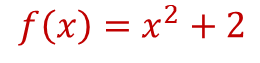 f(x) = x² + 2